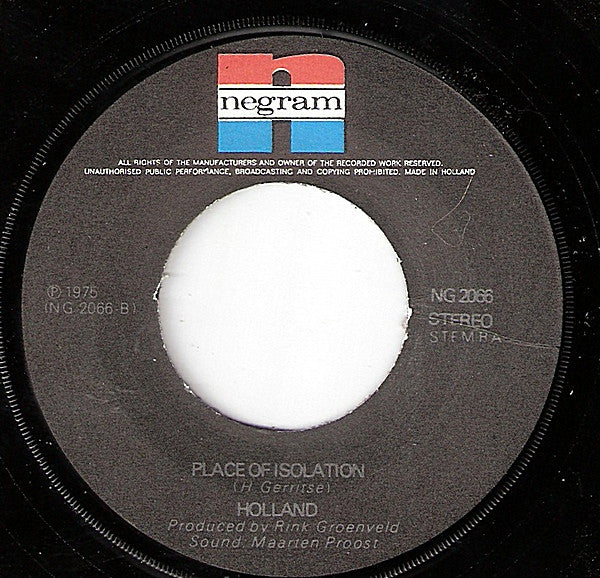 negram
ALL RIGHTS OF THE MANUFACTURERS AND OWNER OF THE RECORDED WORK RESERVED.
UNAUTHORISED PUBLIC PERFORMANCE, BROADCASTING AND COPYING PROHIBITED. MADE IN HOLLAND
℗ 1975
(NG 2066-B)
NG 2066
STEREO
STEMRA
PLACE OF ISOLATION
(H. Gerritse)
HOLLAND
Produced by Rink Groenveld
Sound: Maarten Proost